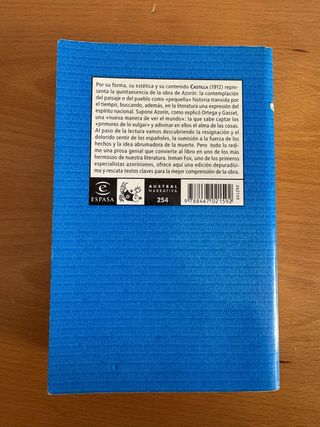 Por su forma, su estética y su contenido CASTILLA (1912) repre-
senta la quintaesencia de la obra de Azorín: la contemplación
del paisaje o del pueblo como «pequeña» historia transida por
el tiempo, buscando, además, en la literatura una expresión del
espíritu nacional. Supone Azorín, como explicó Ortega y Gasset,
una «nueva manera de ver el mundo»; la que sabe captar los
«primores de lo vulgar» y adivinar en ellos el alma de las cosas.
Al paso de la lectura vamos descubriendo la resignación y el
dolorido sentir de los españoles, la sumisión a la fuerza de los
hechos y la idea abrumadora de la muerte. Pero todo lo redi-
me una prosa genial que convierte al libro en uno de los más
hermosos de nuestra literatura. Inman Fox, uno de los primeros
especialistas azorinianos, ofrece aquí una edición depuradísi-
ma y rescata textos claves para la mejor comprensión de la obra.
ESPASA
AUSTRAL
NARRATIVA
254
9 788467 021592